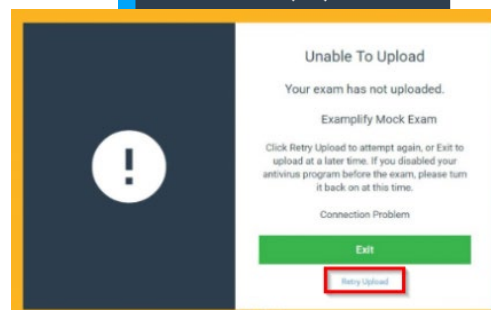 Unable To Upload
Your exam has not uploaded.
Examplify Mock Exam
Click Retry Upload to attempt again, or Exit to
upload at a later time. If you disabled your
antivirus program before the exam, please turn
it back on at this time.
Connection Problem
Exit
Retry Upload